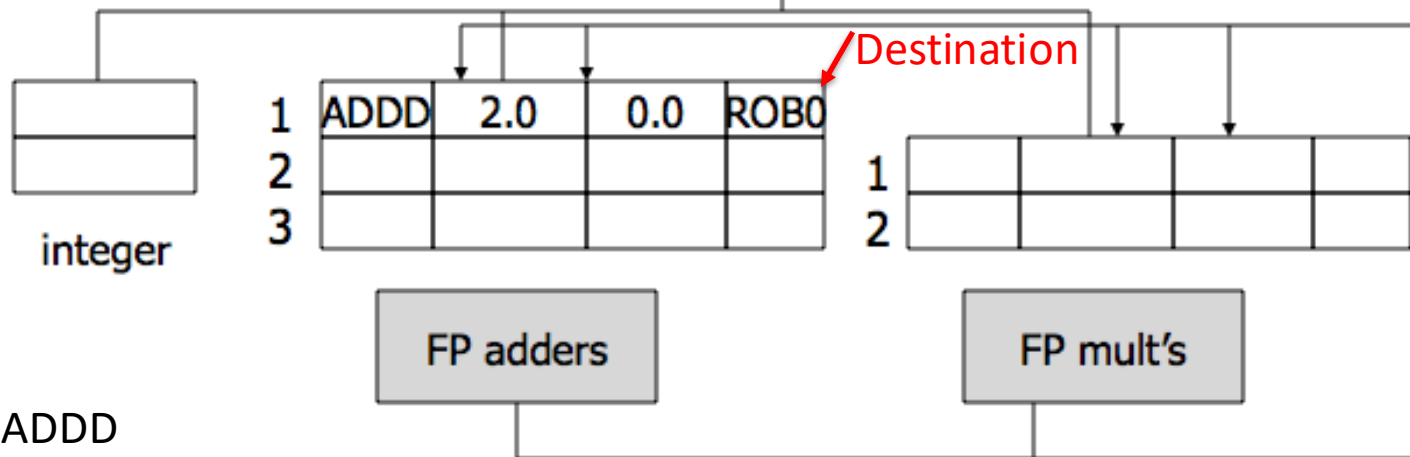 Destination
1 ADDD 2.0 0.0 ROB0
2
3
1
2
integer
FP adders
FP mult's
ADDD